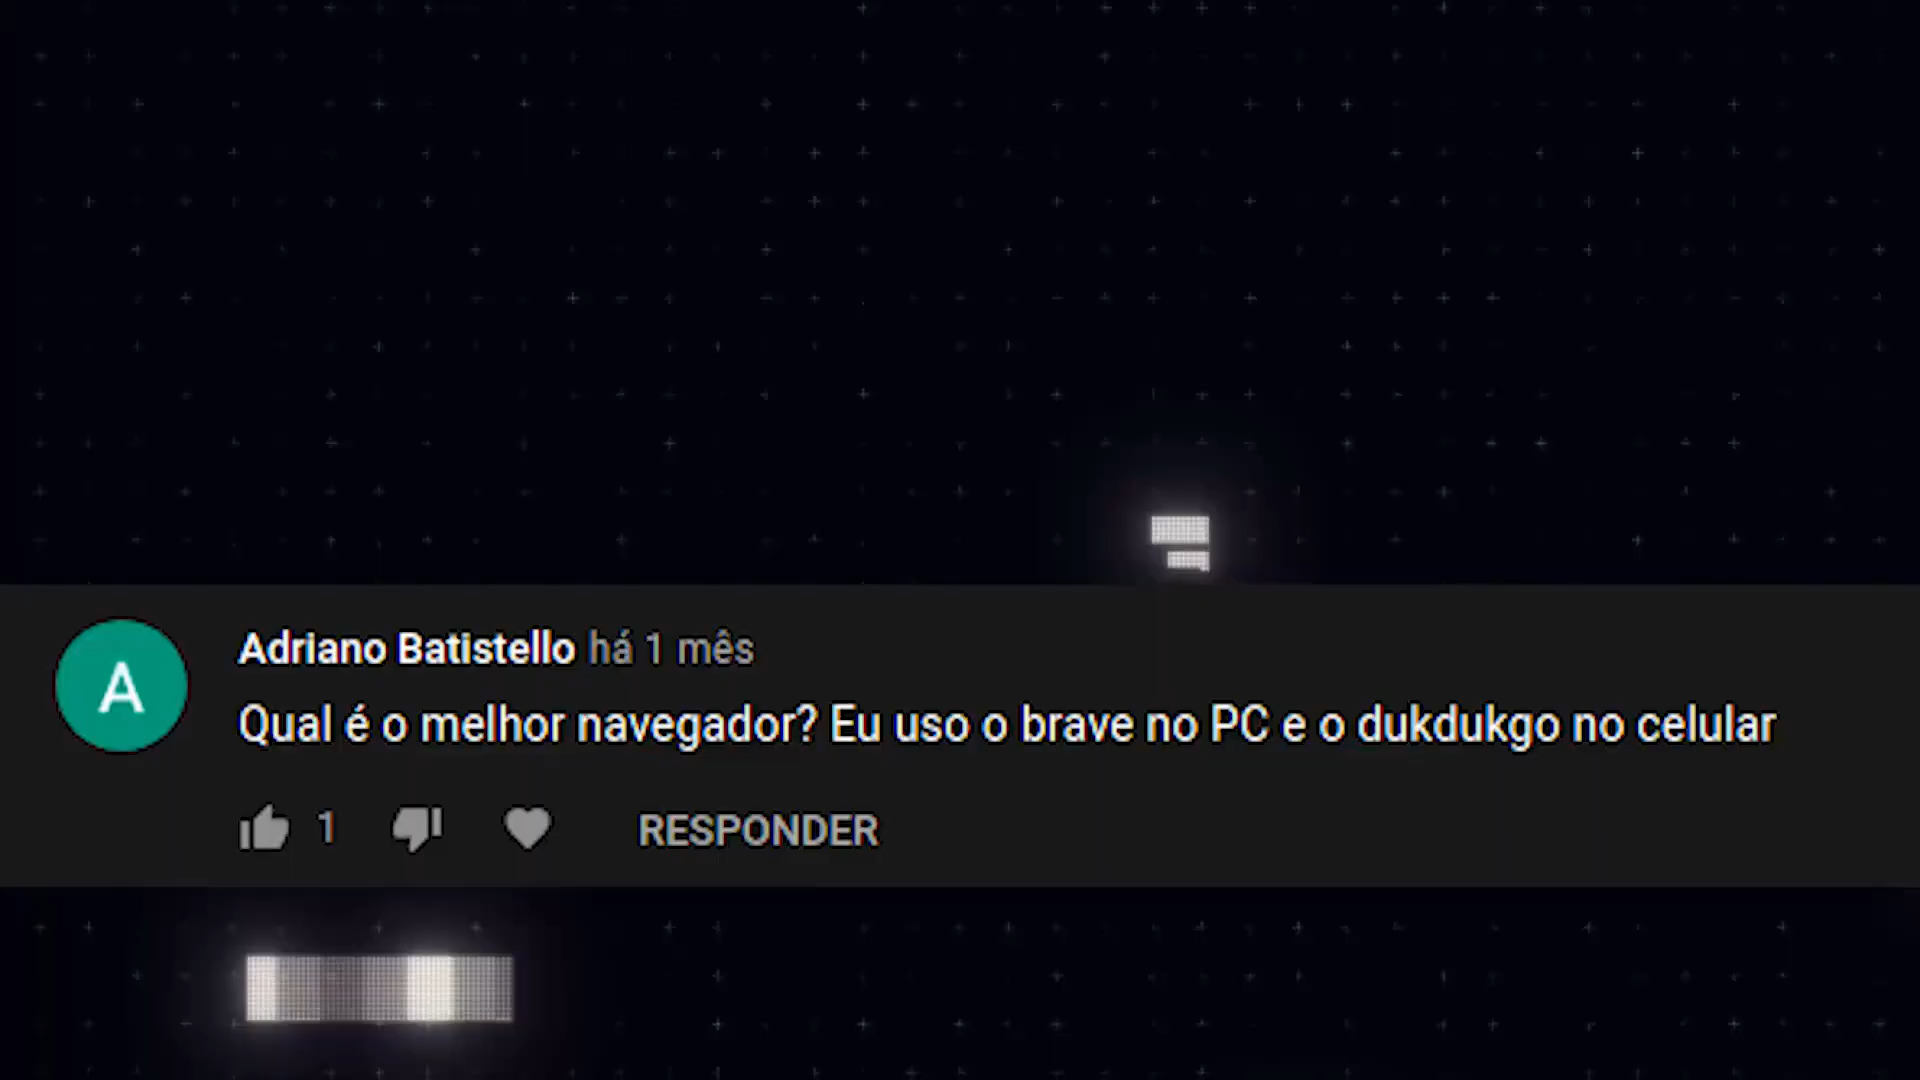 A
Adriano Batistello há 1 mês
Qual é o melhor navegador? Eu uso o brave no PC e o dukdukgo no celular
1
RESPONDER